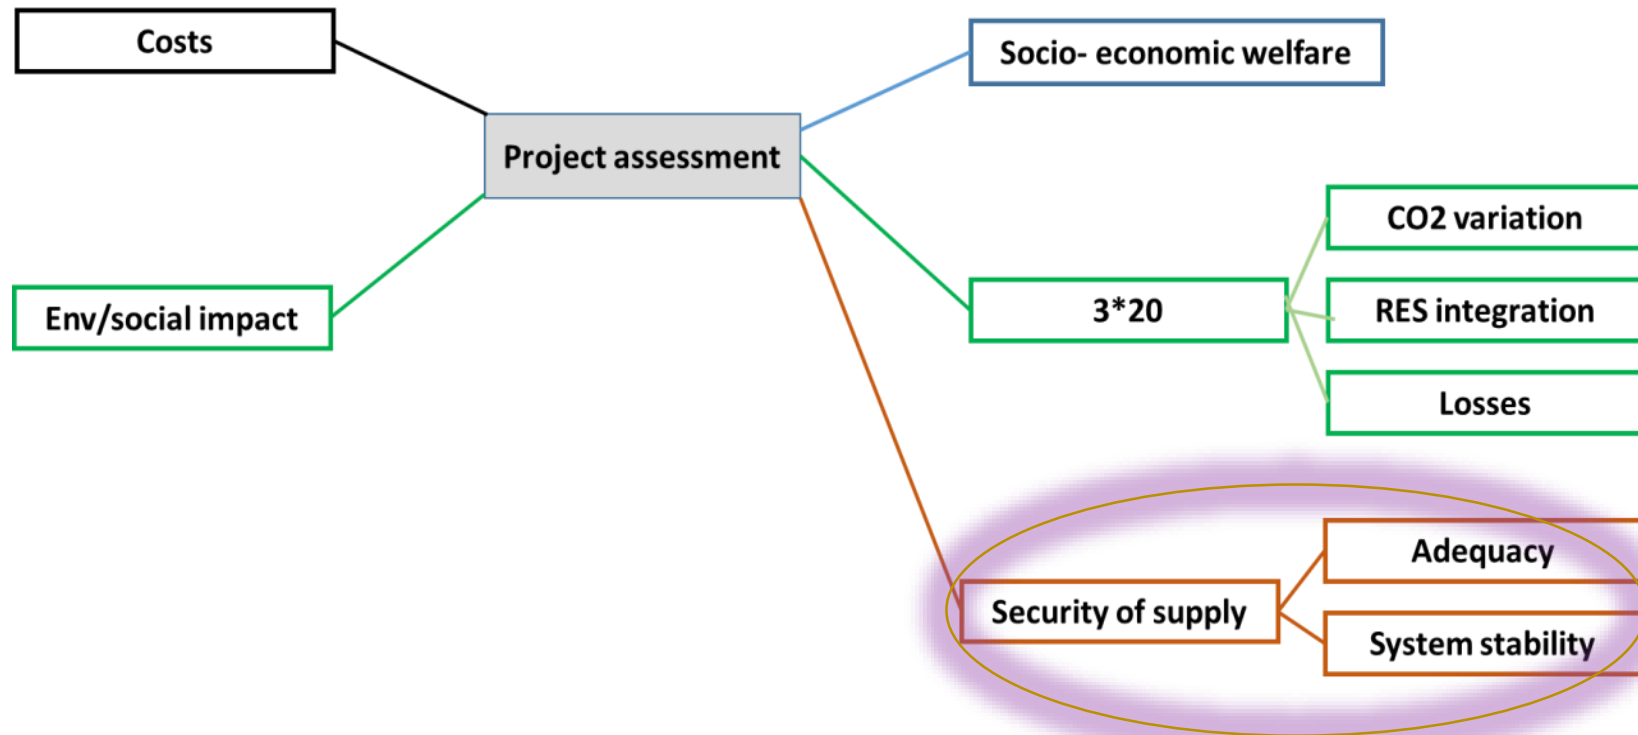 Costs
Socio- economic welfare
Project assessment
CO2 variation
Env/social impact
3*20
RES integration
Losses
Adequacy
Security of supply
System stability